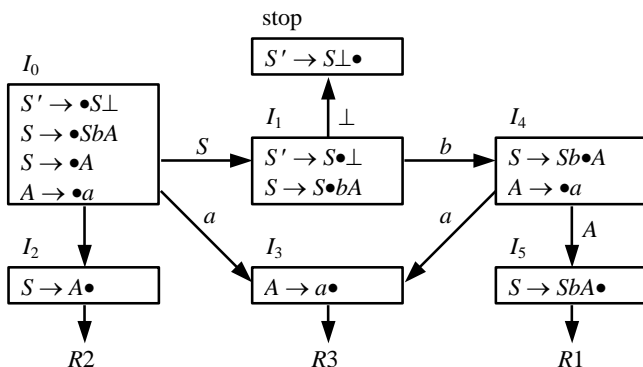 stop
S′ → S⊥●
I0
S′ → ●S⊥
S → ●SbA
S → ●A
A → ●a
S
⊥
I1
S′ → S●⊥
S → S●bA
b
I4
S → Sb●A
A → ●a
a
a
A
I2
S → A●
I3
A → a●
I5
S → SbA●
R2
R3
R1